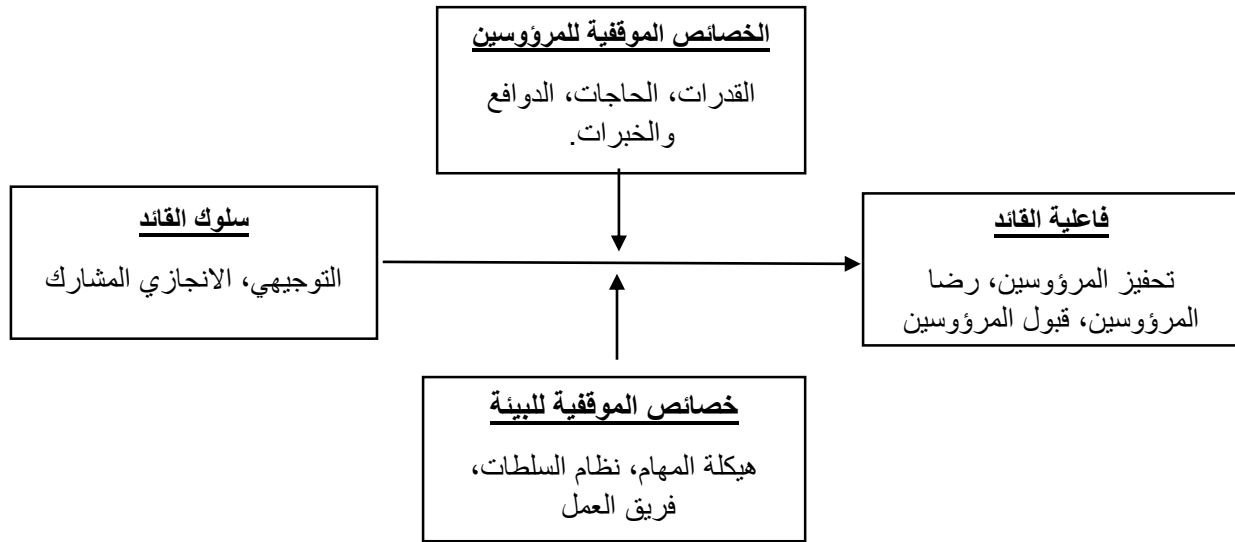 الخصائص الموقفية للمرؤوسين
القدرات، الحاجات، الدوافع
والخبرات.
سلوك القائد
التوجيهي، الانجازي المشارك
فاعلية القائد
تحفيز المرؤوسين، رضا
المرؤوسين، قبول المرؤوسين
خصائص الموقفية للبيئة
هيكلة المهام، نظام السلطات،
فريق العمل